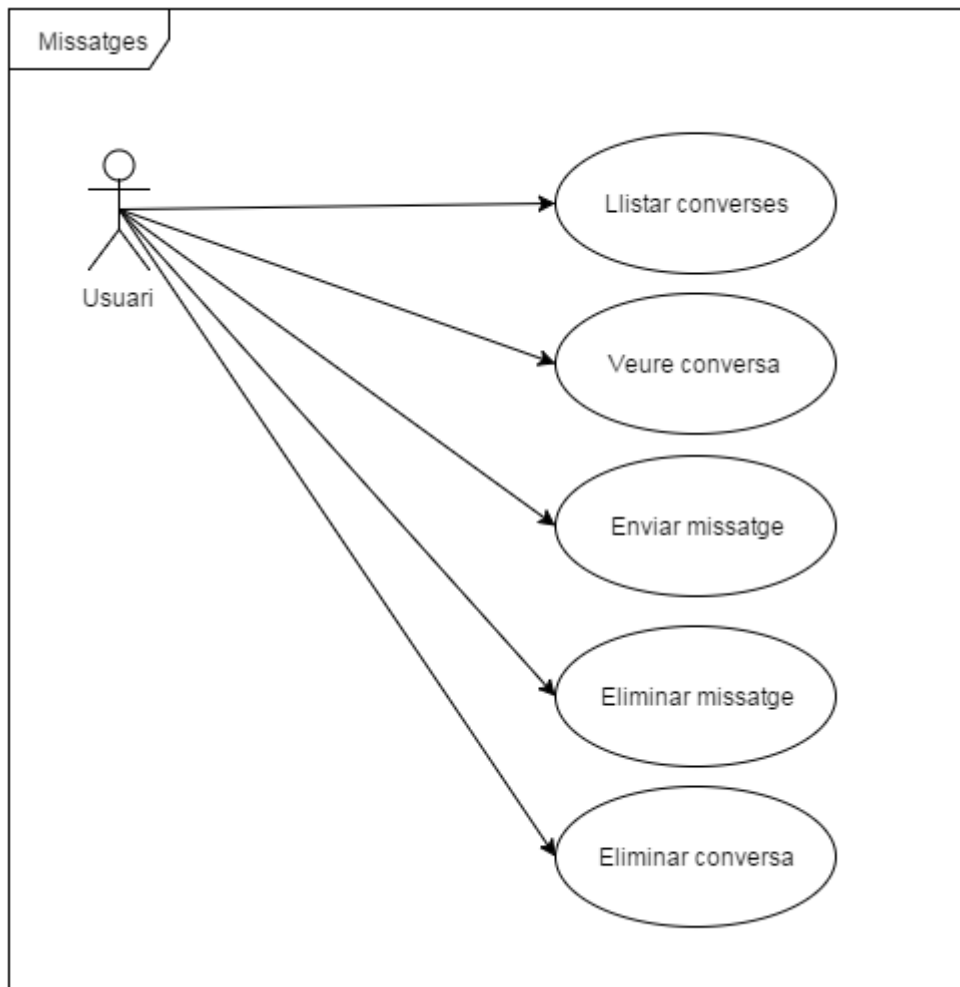 Missatges
Usuari
Llistar converses
Veure conversa
Enviar missatge
Eliminar missatge
Eliminar conversa